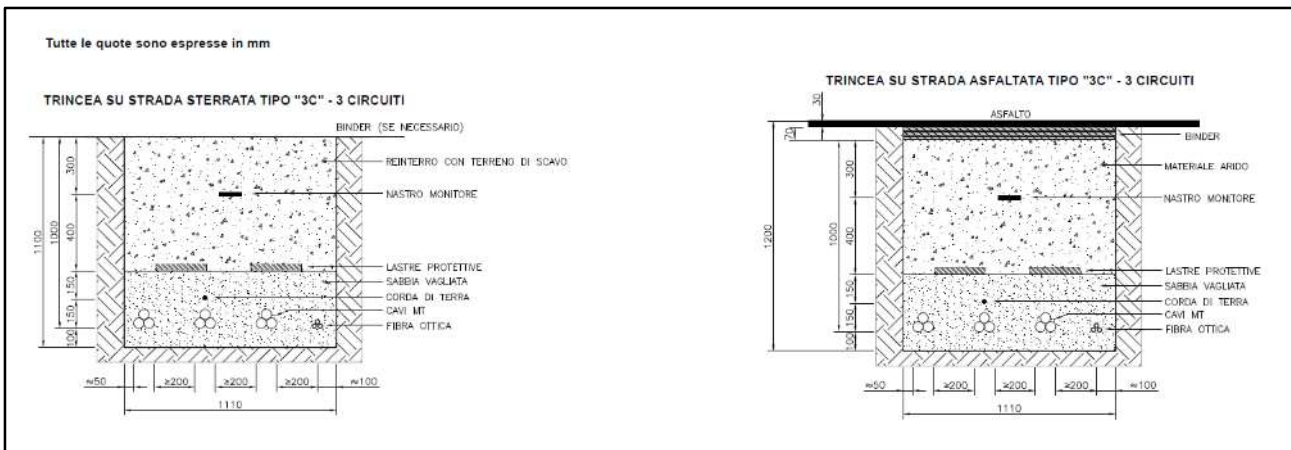 Tutte le quote sono espresse in mm
TRINCEA SU STRADA STERRATA TIPO "3C" - 3 CIRCUITI
BINDER (SE NECESSARIO)
REINTERRO CON TERRENO DI SCAVO
NASTRO MONITORE
LASTRE PROTETTIVE
SABBIA VAGLIATA
CORDA DI TERRA
CAVI MT
FIBRA OTTICA
1100
1000
300
400
150
150
100
≈50
≥200
≥200
≥200
≈100
1110
TRINCEA SU STRADA ASFALTATA TIPO "3C" - 3 CIRCUITI
30
ASFALTO
70
BINDER
MATERIALE ARIDO
NASTRO MONITORE
LASTRE PROTETTIVE
SABBIA VAGLIATA
CORDA DI TERRA
CAVI MT
FIBRA OTTICA
1200
1000
300
400
150
150
100
≈50
≥200
≥200
≥200
≈100
1110